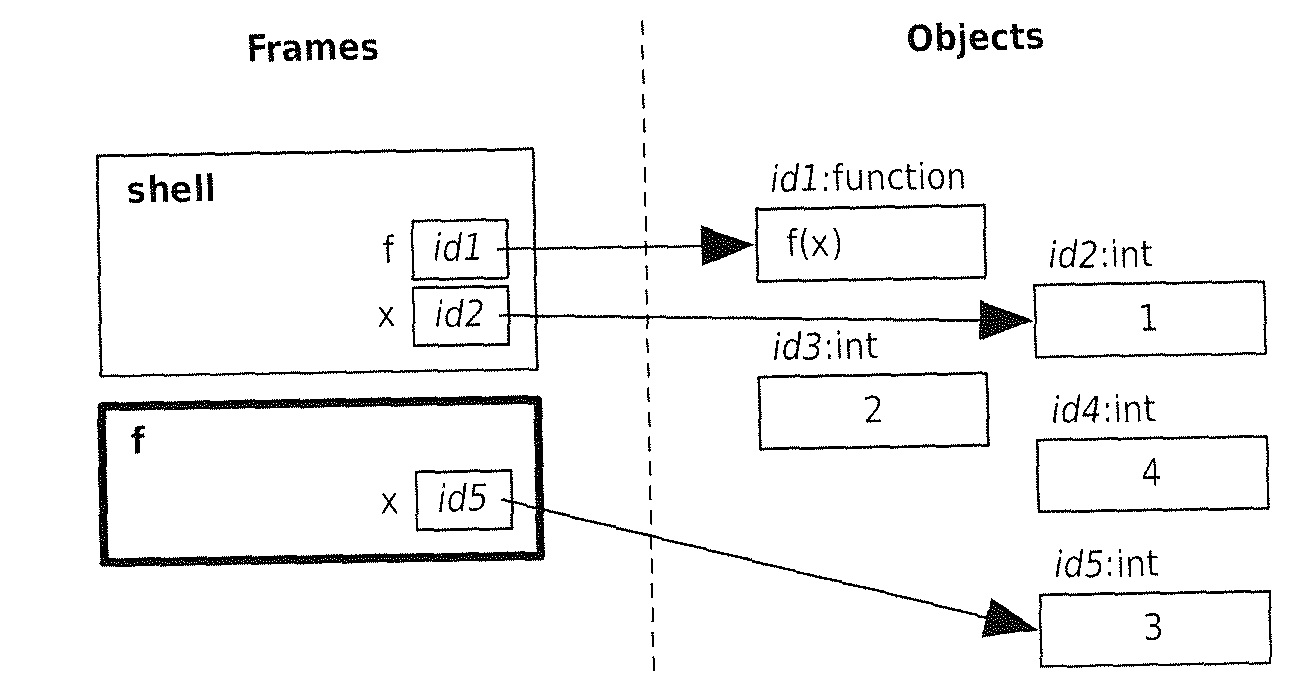 Frames
Objects
shell
f id1
x id2
f
x id5
id1:function
f(x)
id2:int
1
id3:int
2
id4:int
4
id5:int
3